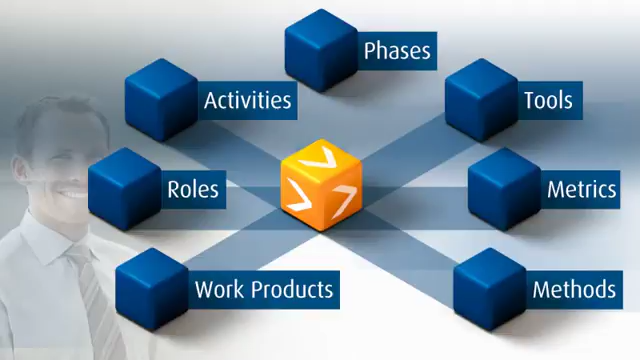 Phases
Activities
Tools
Roles
Metrics
Work Products
Methods